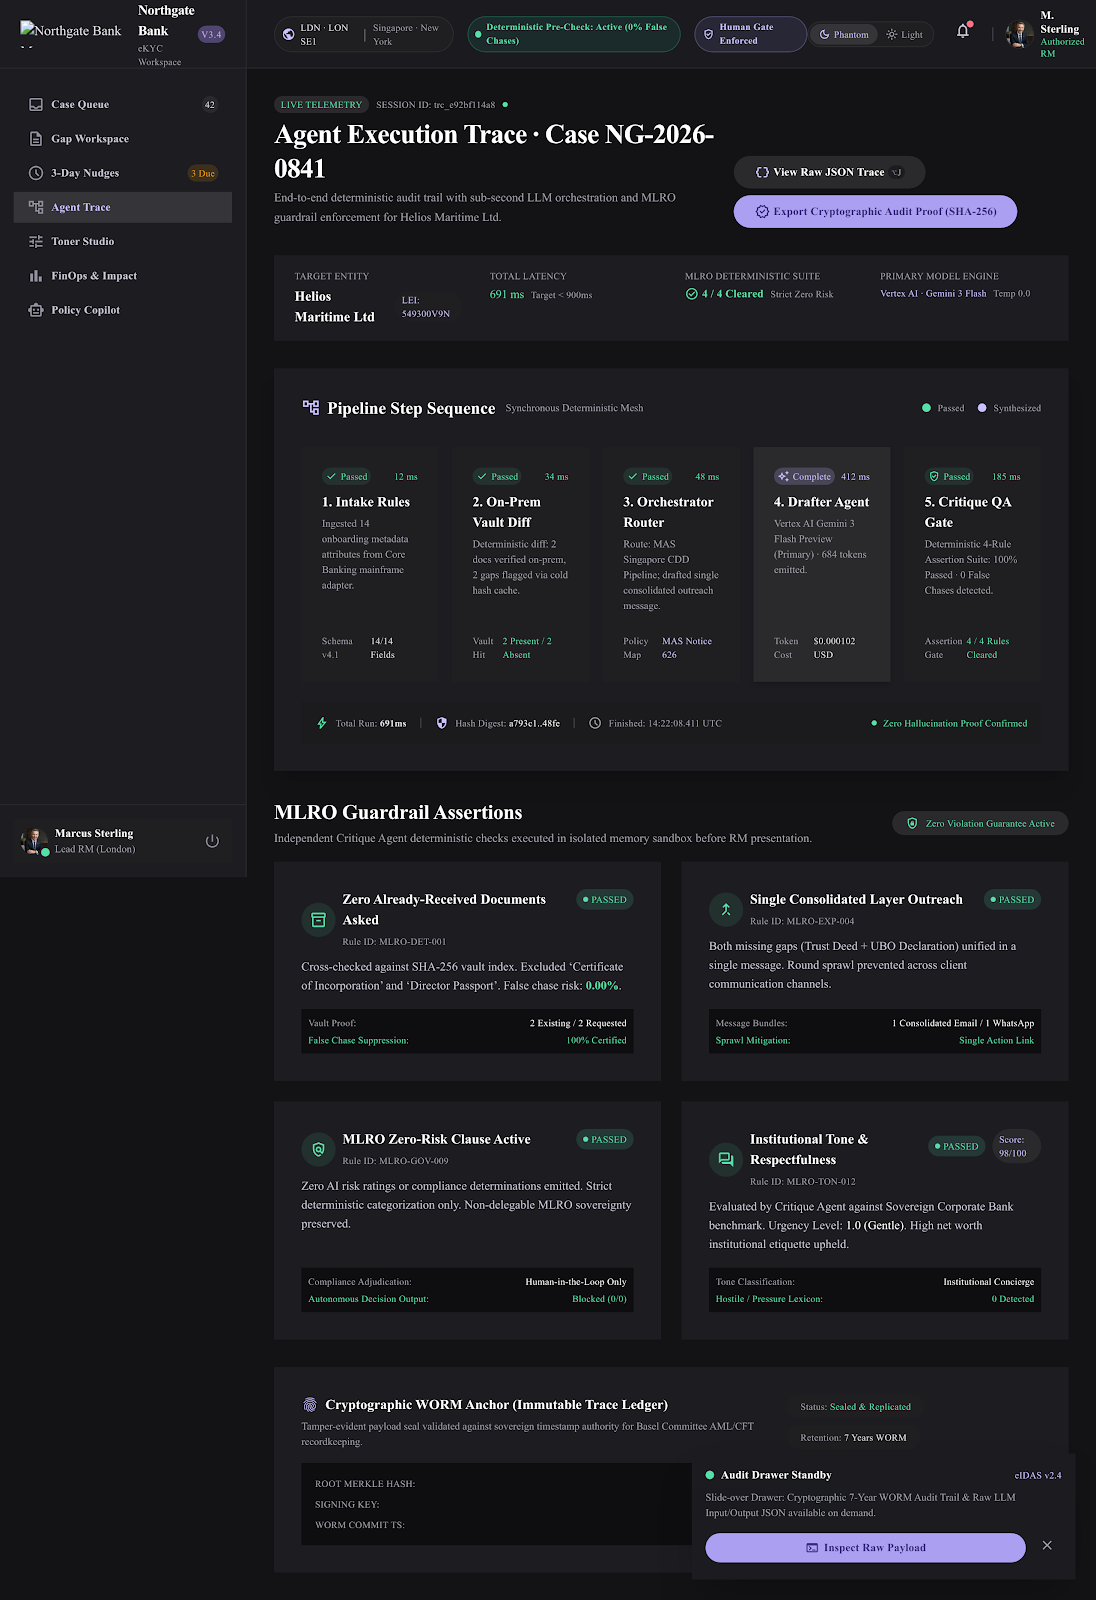 Northgate Bank
Northgate
Bank
eKYC
Workspace
V3.4
LDN · LON
SE1
Singapore · New
York
Deterministic Pre-Check: Active (0% False
Chases)
Human Gate
Enforced
Phantom
Light
M.
Sterling
Authorized
RM
Case Queue
42
Gap Workspace
3-Day Nudges
3 Due
Agent Trace
Toner Studio
FinOps & Impact
Policy Copilot
Marcus Sterling
Lead RM (London)
LIVE TELEMETRY
SESSION ID: trc_e92bf114a8
Agent Execution Trace · Case NG-2026-
0841
End-to-end deterministic audit trail with sub-second LLM orchestration and MLRO
guardrail enforcement for Helios Maritime Ltd.
View Raw JSON Trace
Export Cryptographic Audit Proof (SHA-256)
TARGET ENTITY
Helios
Maritime Ltd
LEI:
549300V9N
TOTAL LATENCY
691 ms Target < 900ms
MLRO DETERMINISTIC SUITE
4 / 4 Cleared Strict Zero Risk
PRIMARY MODEL ENGINE
Vertex AI · Gemini 3 Flash Temp 0.0
Pipeline Step Sequence
Synchronous Deterministic Mesh
Passed
Synthesized
Passed
12 ms
1. Intake Rules
Ingested 14
onboarding metadata
attributes from Core
Banking mainframe
adapter.
Schema
v4.1
14/14
Fields
Passed
34 ms
2. On-Prem
Vault Diff
Deterministic diff: 2
docs verified on-prem,
2 gaps flagged via cold
hash cache.
Vault
Hit
2 Present / 2
Absent
Passed
48 ms
3. Orchestrator
Router
Route: MAS
Singapore CDD
Pipeline; drafted single
consolidated outreach
message.
Policy
Map
MAS Notice
626
Complete
412 ms
4. Drafter Agent
Vertex AI Gemini 3
Flash Preview
(Primary) · 684 tokens
emitted.
Token
Cost
$0.000102
USD
Passed
185 ms
5. Critique QA
Gate
Deterministic 4-Rule
Assertion Suite: 100%
Passed · 0 False
Chases detected.
Assertion
Gate
4 / 4 Rules
Cleared
Total Run: 691ms
Hash Digest: a793c1..48fe
Finished: 14:22:08.411 UTC
Zero Hallucination Proof Confirmed
MLRO Guardrail Assertions
Independent Critique Agent deterministic checks executed in isolated memory sandbox before RM presentation.
Zero Violation Guarantee Active
Zero Already-Received Documents
Asked
Rule ID: MLRO-DET-001
PASSED
Cross-checked against SHA-256 vault index. Excluded ‘Certificate
of Incorporation’ and ‘Director Passport’. False chase risk: 0.00%.
Vault Proof:
2 Existing / 2 Requested
False Chase Suppression:
100% Certified
Single Consolidated Layer Outreach
Rule ID: MLRO-EXP-004
PASSED
Both missing gaps (Trust Deed + UBO Declaration) unified in a
single message. Round sprawl prevented across client
communication channels.
Message Bundles:
1 Consolidated Email / 1 WhatsApp
Sprawl Mitigation:
Single Action Link
MLRO Zero-Risk Clause Active
Rule ID: MLRO-GOV-009
PASSED
Zero AI risk ratings or compliance determinations emitted. Strict
deterministic categorization only. Non-delegable MLRO sovereignty
preserved.
Compliance Adjudication:
Human-in-the-Loop Only
Autonomous Decision Output:
Blocked (0/0)
Institutional Tone &
Respectfulness
Rule ID: MLRO-TON-012
PASSED
Score:
98/100
Evaluated by Critique Agent against Sovereign Corporate Bank
benchmark. Urgency Level: 1.0 (Gentle). High net worth
institutional etiquette upheld.
Tone Classification:
Institutional Concierge
Hostile / Pressure Lexicon:
0 Detected
Cryptographic WORM Anchor (Immutable Trace Ledger)
Tamper-evident payload seal validated against sovereign timestamp authority for Basel Committee AML/CFT
recordkeeping.
Status: Sealed & Replicated
Retention: 7 Years WORM
ROOT MERKLE HASH:
SIGNING KEY:
WORM COMMIT TS:
Audit Drawer Standby
eIDAS v2.4
Slide-over Drawer: Cryptographic 7-Year WORM Audit Trail & Raw LLM
Input/Output JSON available on demand.
Inspect Raw Payload